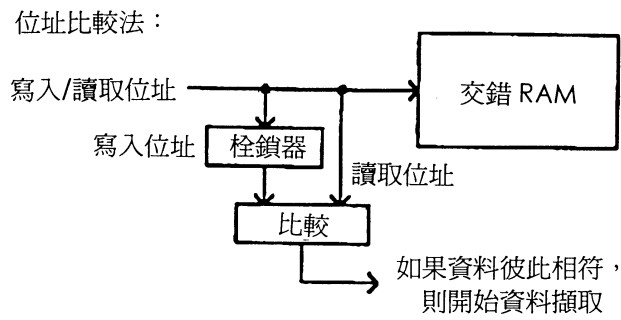 位址比較法：
寫入/讀取位址
交錯 RAM
寫入位址
栓鎖器
讀取位址
比較
如果資料彼此相符，
則開始資料擷取